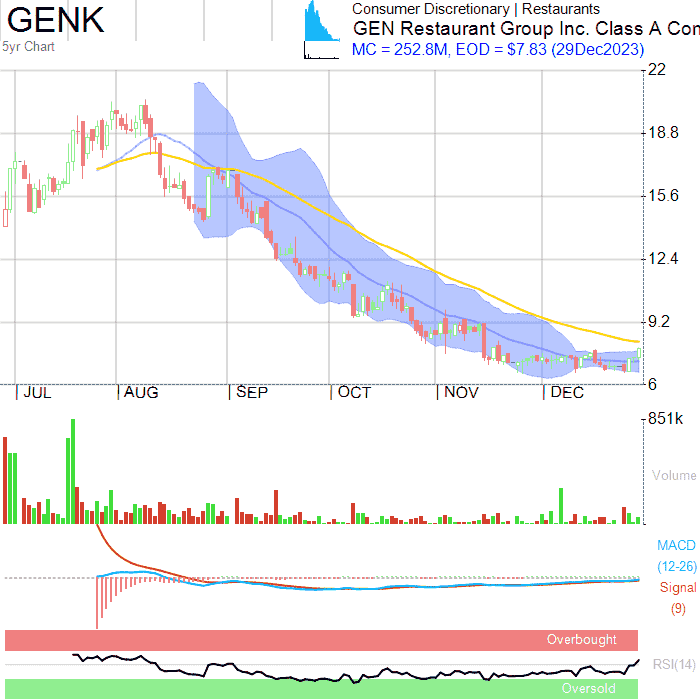 GENK
5yr Chart
Consumer Discretionary | Restaurants
GEN Restaurant Group Inc. Class A Con
MC = 252.8M, EOD = $7.83 (29Dec2023)
22
18.8
15.6
12.4
9.2
6
JUL AUG SEP OCT NOV DEC
851k
Volume
MACD
(12-26)
Signal
(9)
Overbought
RSI(14)
Oversold